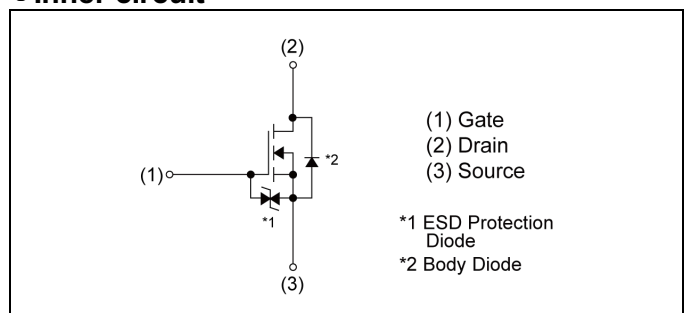 (2)
(1)
*2
*1
(3)
(1) Gate
(2) Drain
(3) Source
*1 ESD Protection
Diode
*2 Body Diode